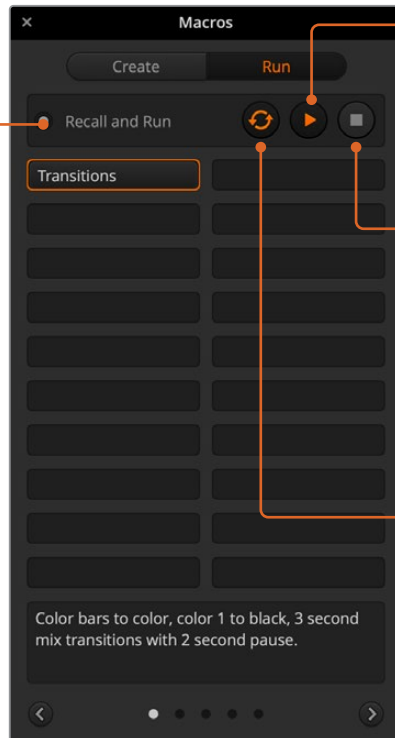 Macros
Create Run
Recall and Run
Transitions
Color bars to color, color 1 to black, 3 second
mix transitions with 2 second pause.